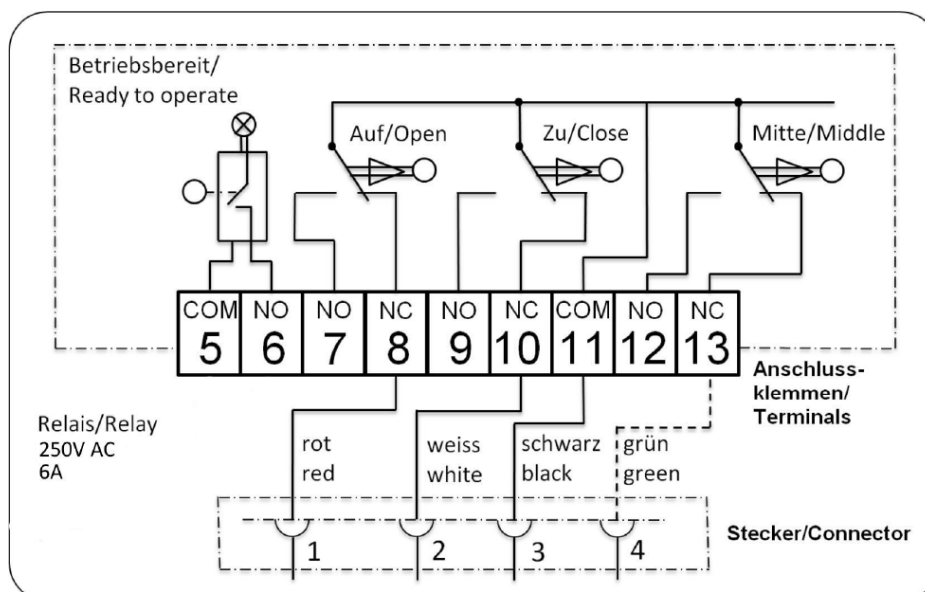 Betriebsbereit/
Ready to operate
Auf/Open
Zu/Close
Mitte/Middle
COM NO NO NC NO NC COM NO NC
5 6 7 8 9 10 11 12 13
Anschluss-
klemmen/
Terminals
Relais/Relay
250V AC
6A
rot
red
weiss
white
schwarz
black
grün
green
1 2 3 4
Stecker/Connector